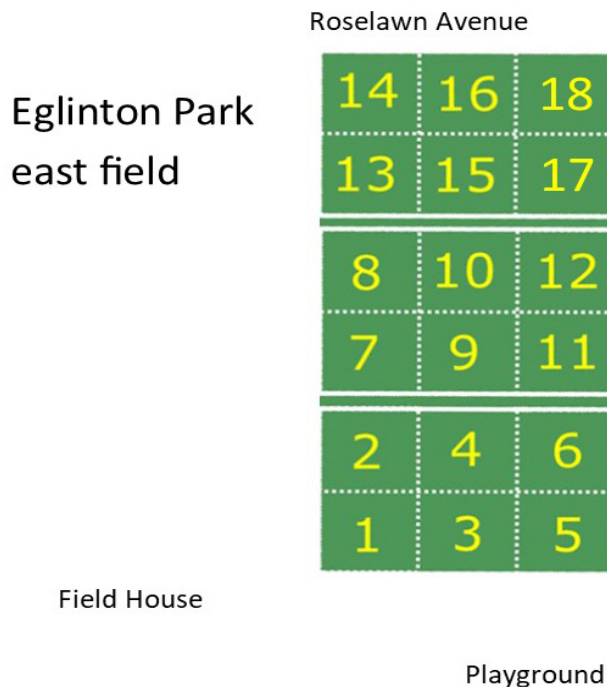 Roselawn Avenue
Eglinton Park
east field
14 16 18
13 15 17
8 10 12
7 9 11
2 4 6
1 3 5
Field House
Playground